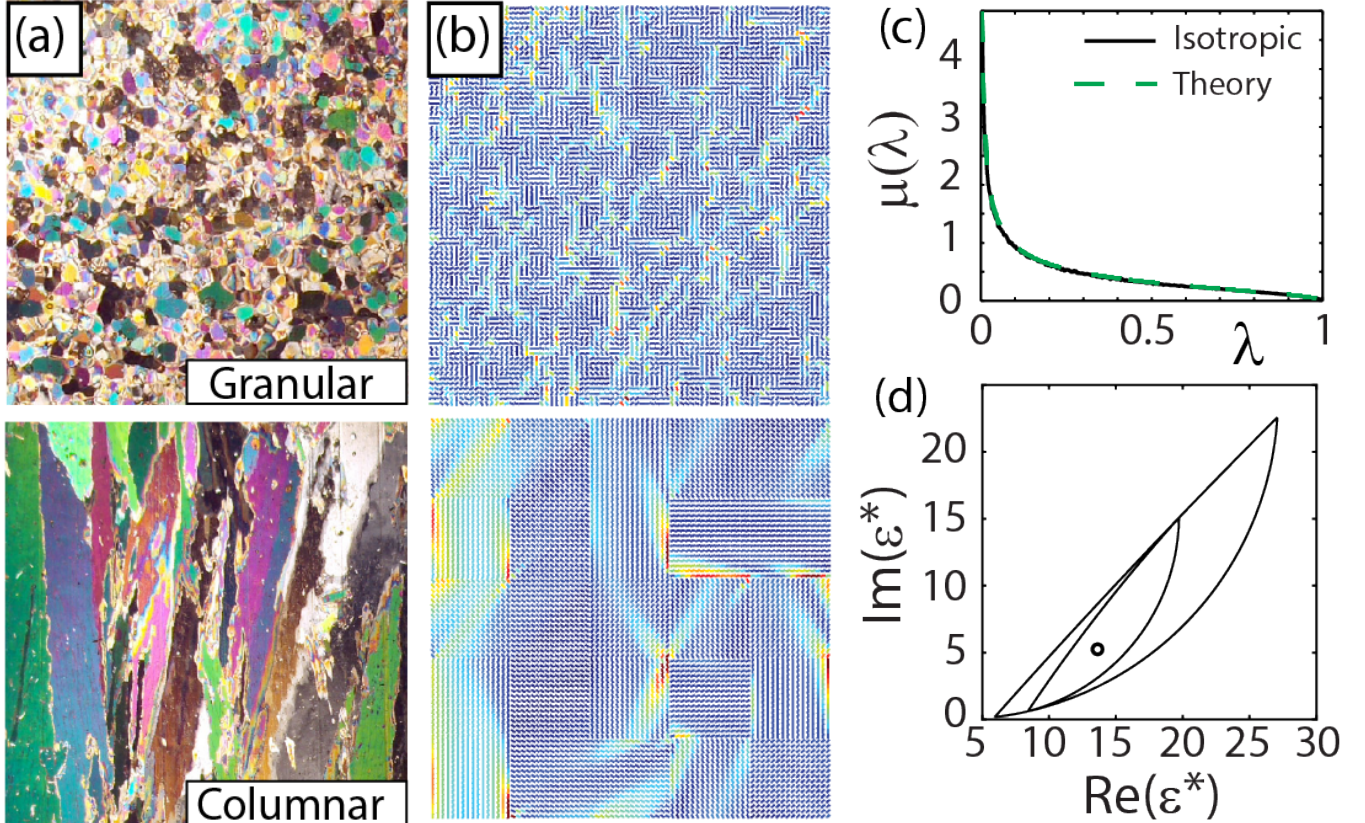 (a)
Granular
Columnar
(b)
(c)
μ(λ)
4
3
2
1
0
Isotropic
Theory
0
0.5
1
λ
(d)
Im(ε*)
20
15
10
5
0
5
10
15
20
25
30
Re(ε*)